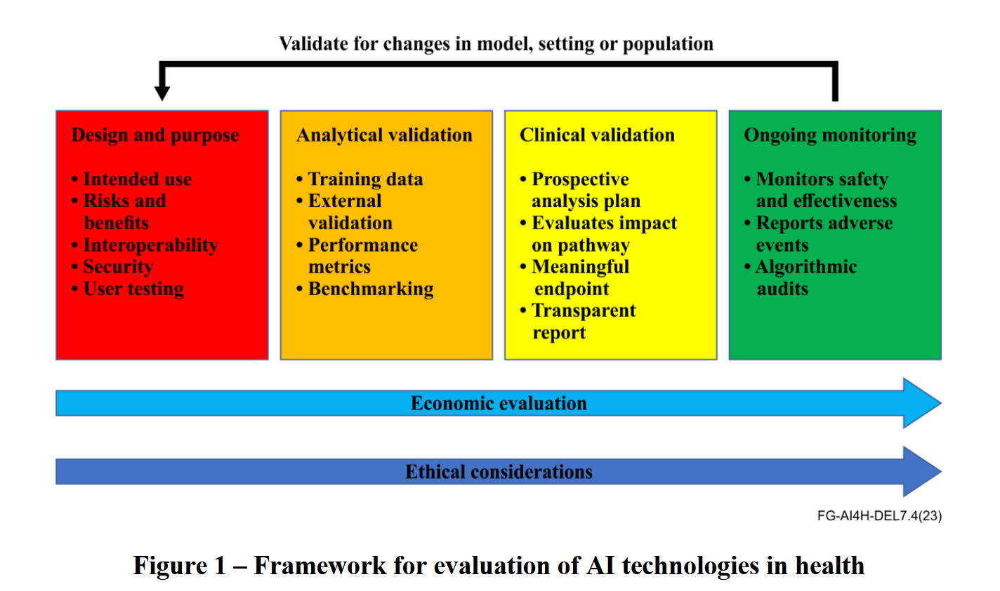 Validate for changes in model, setting or population
Design and purpose
• Intended use
• Risks and
benefits
• Interoperability
• Security
• User testing
Analytical validation
• Training data
• External
validation
• Performance
metrics
• Benchmarking
Clinical validation
• Prospective
analysis plan
• Evaluates impact
on pathway
• Meaningful
endpoint
• Transparent
report
Ongoing monitoring
• Monitors safety
and effectiveness
• Reports adverse
events
• Algorithmic
audits
Economic evaluation
Ethical considerations
FG-AI4H-DEL7.4(23)
Figure 1 – Framework for evaluation of AI technologies in health